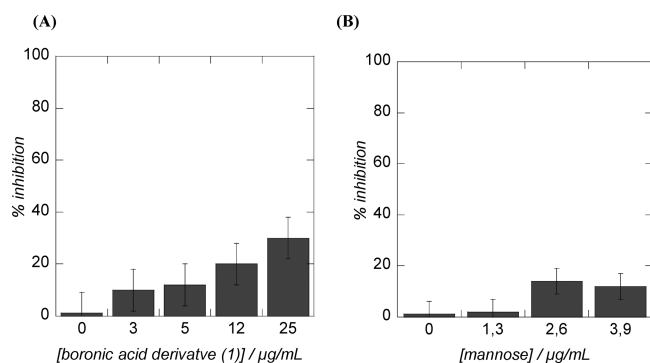 (A)
100
80
60
40
20
0
% inhibition
0 3 5 12 25
[boronic acid derivatve (1)] / µg/mL
(B)
100
80
60
40
20
0
% inhibition
0 1,3 2,6 3,9
[mannose] / µg/mL